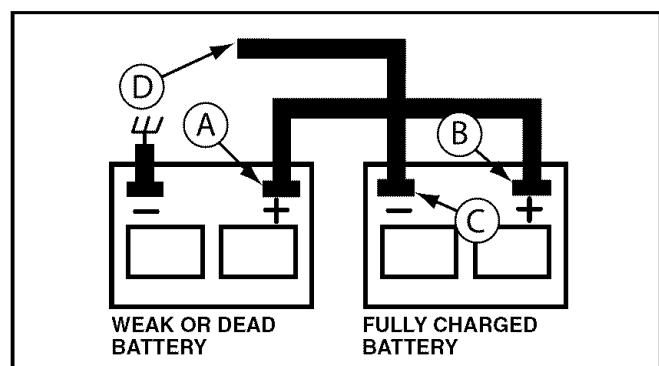 D
A
B
C
− +
− +
WEAK OR DEAD
BATTERY
FULLY CHARGED
BATTERY